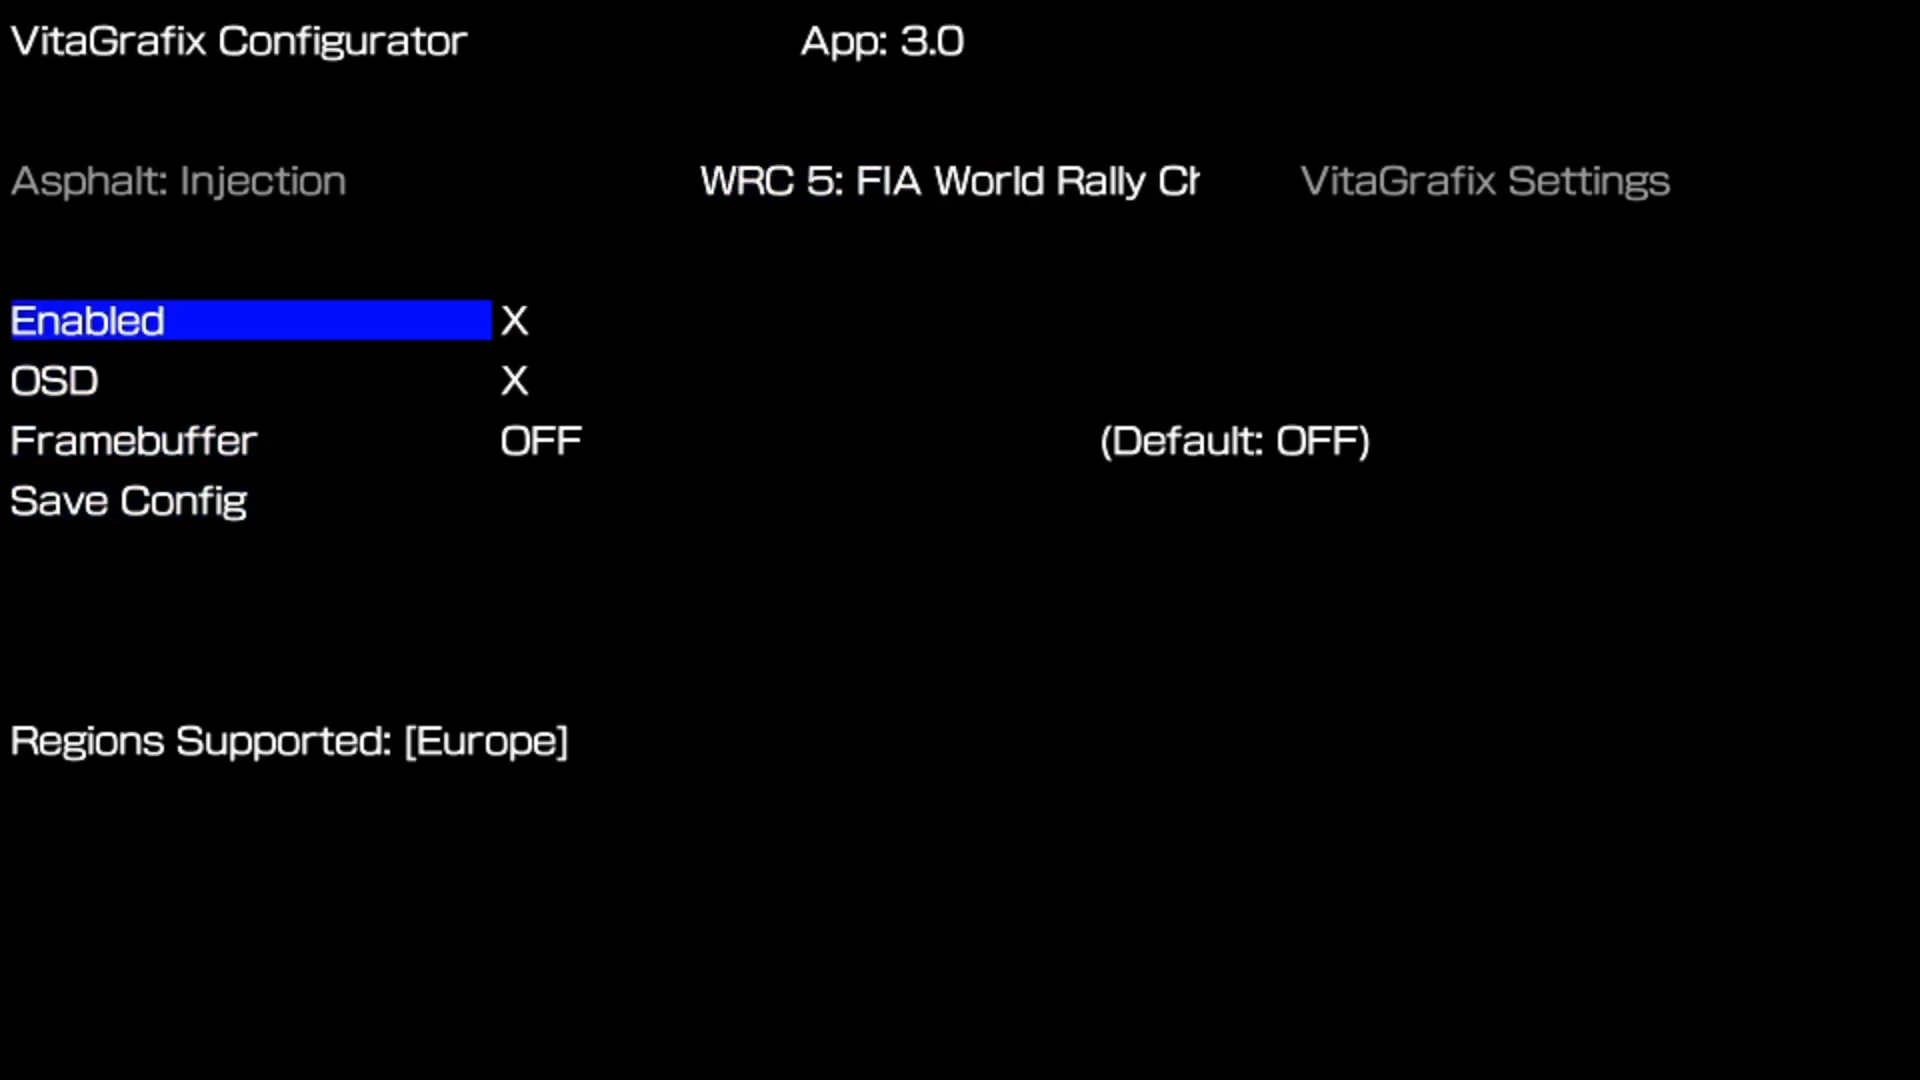 VitaGrafix Configurator App: 3.0
Asphalt: Injection WRC 5: FIA World Rally Ch VitaGrafix Settings
Enabled X
OSD X
Framebuffer OFF (Default: OFF)
Save Config
Regions Supported: [Europe]